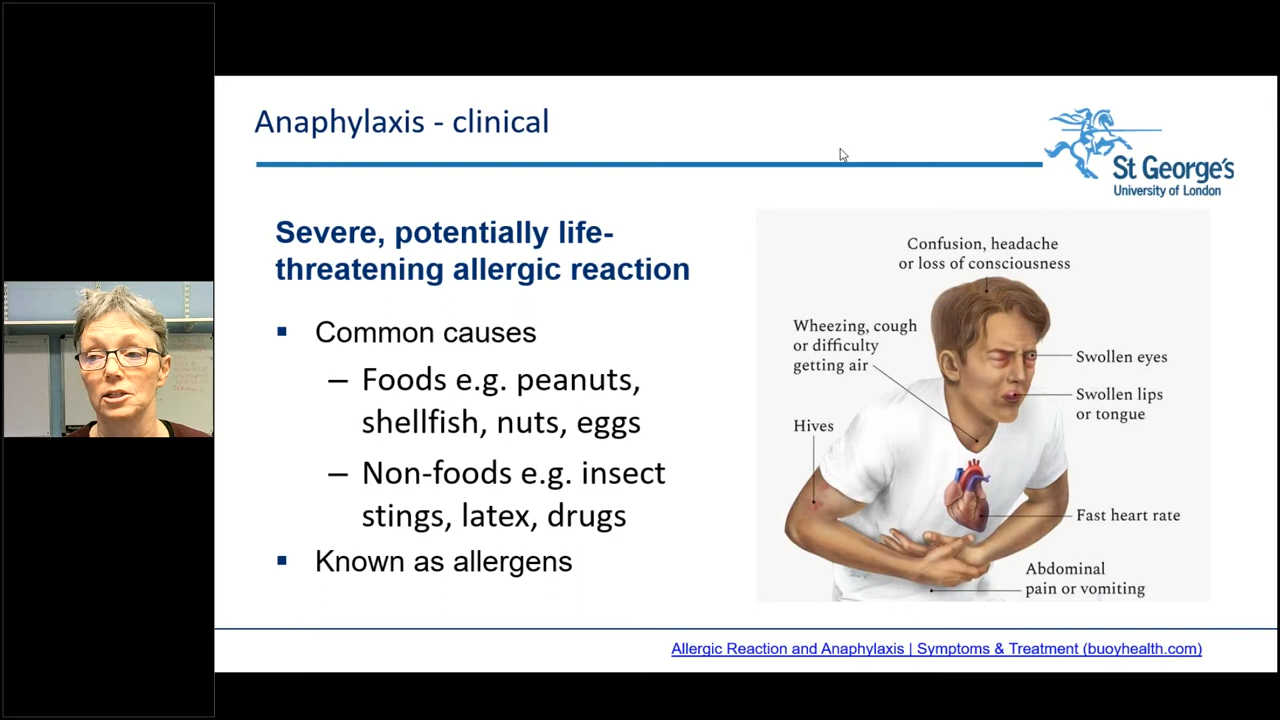 Anaphylaxis - clinical
St George's
University of London
Severe, potentially life-
threatening allergic reaction
▪ Common causes
– Foods e.g. peanuts,
shellfish, nuts, eggs
– Non-foods e.g. insect
stings, latex, drugs
▪ Known as allergens
Confusion, headache
or loss of consciousness
Wheezing, cough
or difficulty
getting air
Swollen eyes
Swollen lips
or tongue
Hives
Fast heart rate
Abdominal
pain or vomiting
Allergic Reaction and Anaphylaxis | Symptoms & Treatment (buoyhealth.com)